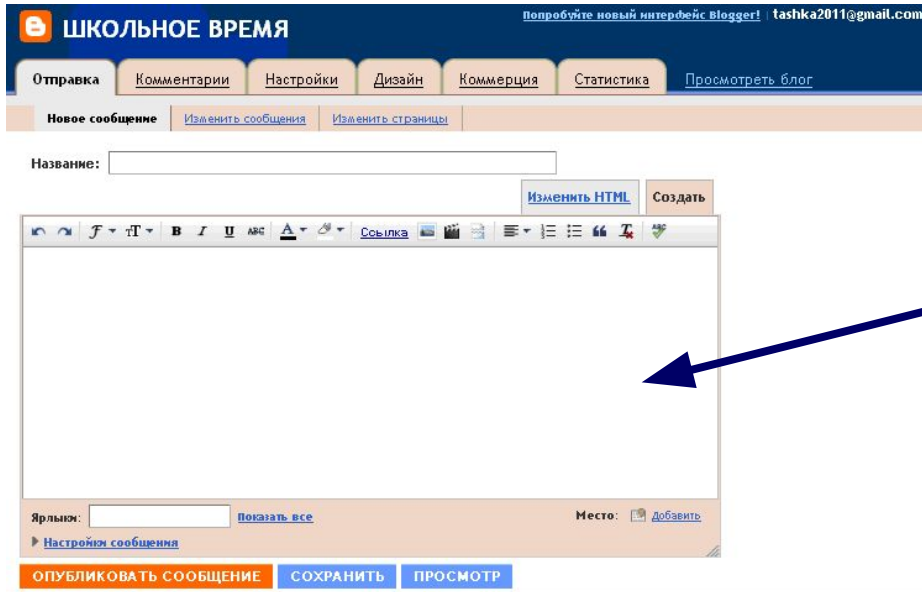 Попробуйте новый интерфейс Blogger! | tashka2011@gmail.com
ШКОЛЬНОЕ ВРЕМЯ
Отправка Комментарии Настройки Дизайн Коммерция Статистика Просмотреть блог
Новое сообщение Изменить сообщения Изменить страницы
Название:
Изменить HTML Создать
F T B I U ABC A Ссылка ABC
Ярлыки: Показать все Место: Добавить
Настройки сообщения
ОПУБЛИКОВАТЬ СООБЩЕНИЕ СОХРАНИТЬ ПРОСМОТР